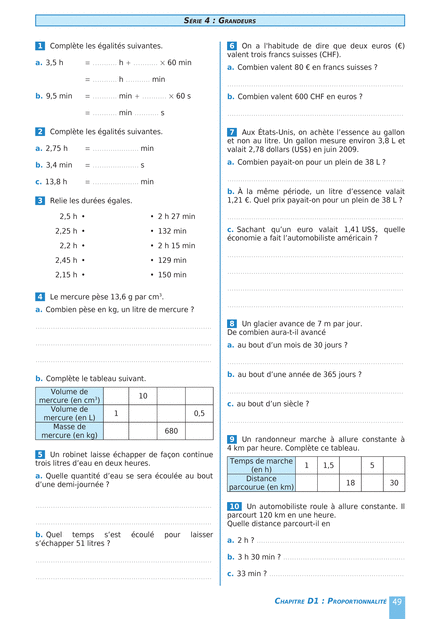 SÉRIE 4 : GRANDEURS
1 Complète les égalités suivantes.
a. 3,5 h = ........... h + ........... × 60 min
= ........... h ........... min
b. 9,5 min = ........... min + ........... × 60 s
= ........... min ........... s
2 Complète les égalités suivantes.
a. 2,75 h = ..................... min
b. 3,4 min = ..................... s
c. 13,8 h = ..................... min
3 Relie les durées égales.
2,5 h • • 2 h 27 min
2,25 h • • 132 min
2,2 h • • 2 h 15 min
2,45 h • • 129 min
2,15 h • • 150 min
4 Le mercure pèse 13,6 g par cm³.
a. Combien pèse en kg, un litre de mercure ?
b. Complète le tableau suivant.
Volume de
mercure (en cm³) 10
Volume de
mercure (en L) 1 0,5
Masse de
mercure (en kg) 680
5 Un robinet laisse échapper de façon continue
trois litres d'eau en deux heures.
a. Quelle quantité d'eau se sera écoulée au bout
d'une demi-journée ?
b. Quel temps s'est écoulé pour laisser
s'échapper 51 litres ?
6 On a l'habitude de dire que deux euros (€)
valent trois francs suisses (CHF).
a. Combien valent 80 € en francs suisses ?
b. Combien valent 600 CHF en euros ?
7 Aux États-Unis, on achète l'essence au gallon
et non au litre. Un gallon mesure environ 3,8 L et
valait 2,78 dollars (US$) en juin 2009.
a. Combien payait-on pour un plein de 38 L ?
b. À la même période, un litre d'essence valait
1,21 €. Quel prix payait-on pour un plein de 38 L ?
c. Sachant qu'un euro valait 1,41 US$, quelle
économie a fait l'automobiliste américain ?
8 Un glacier avance de 7 m par jour.
De combien aura-t-il avancé
a. au bout d'un mois de 30 jours ?
b. au bout d'une année de 365 jours ?
c. au bout d'un siècle ?
9 Un randonneur marche à allure constante à
4 km par heure. Complète ce tableau.
Temps de marche
(en h) 1 1,5 5
Distance
parcourue (en km) 18 30
10 Un automobiliste roule à allure constante. Il
parcourt 120 km en une heure.
Quelle distance parcourt-il en
a. 2 h ? ...........
b. 3 h 30 min ? ...........
c. 33 min ? ...........
CHAPITRE D1 : PROPORTIONNALITÉ 49